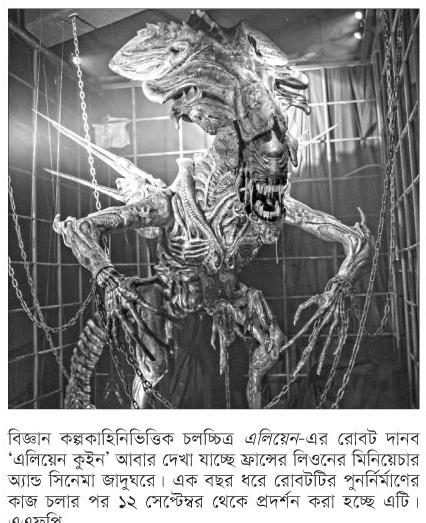 বিজ্ঞান কল্পকাহিনিভিত্তিক চলচ্চিত্র এলিয়েন-এর রোবট দানব
‘এলিয়েন কুইন’ আবার দেখা যাচ্ছে ফ্রান্সের লিওনের মিনিয়েচার
অ্যান্ড সিনেমা জাদুঘরে। এক বছর ধরে রোবটটির পুনর্নির্মাণের
কাজ চলার পর ১২ সেপ্টেম্বর থেকে প্রদর্শন করা হচ্ছে এটি।
এএফপি